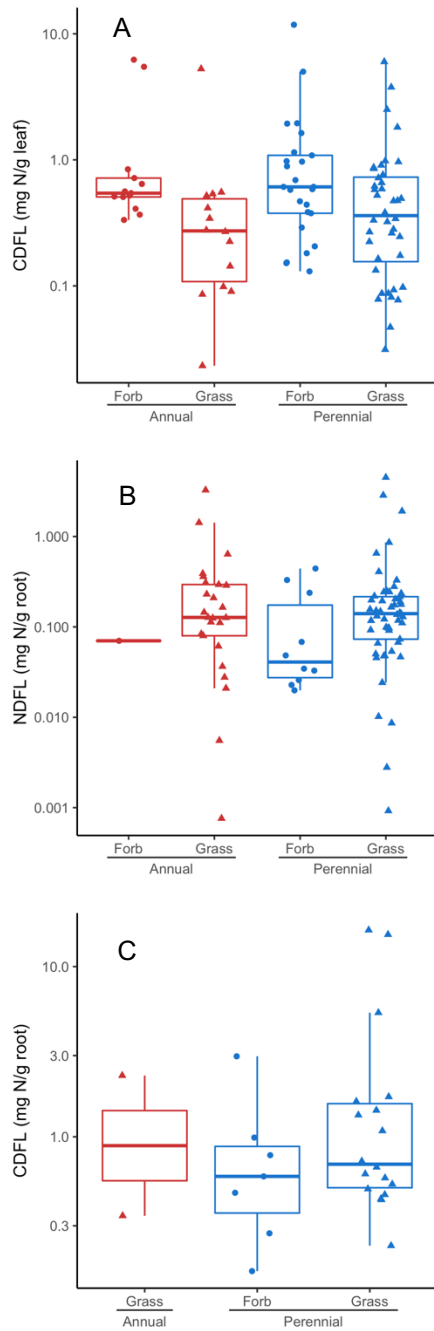 A
CDFL (mg N/g leaf)
10.0
1.0
0.1
Forb Grass Forb Grass
Annual Perennial
B
NDFL (mg N/g root)
1.000
0.100
0.010
0.001
Forb Grass Forb Grass
Annual Perennial
C
CDFL (mg N/g root)
10.0
3.0
1.0
0.3
Grass Forb Grass
Annual Perennial